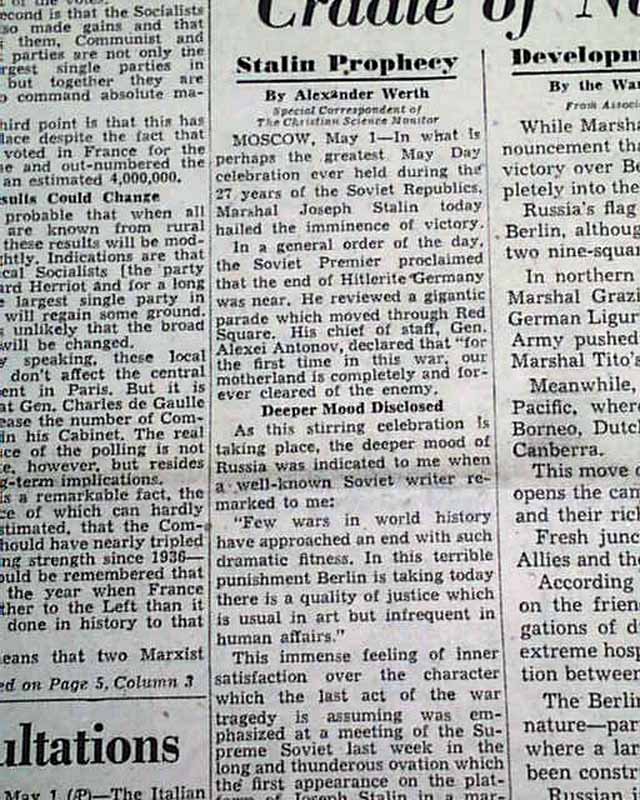 econd is that the Socialists
so made gains and that
them, Communist and
parties are not only the
rgest single parties in
but together they are
o command absolute ma-
hird point is that this has
lace despite the fact that
voted in France for the
e and out-numbered the
an estimated 4,000,000.
sults Could Change
probable that when all
are known from rural
these results will be mod-
htly. Indications are that
cal Socialists [the party
ard Herriot and for a long
e largest single party in
will regain some ground.
s unlikely that the broad
will be changed.
y speaking, these local
don't affect the central
ent in Paris. But it is
at Gen. Charles de Gaulle
ease the number of Com-
in his Cabinet. The real
ce of the polling is not
e, however, but resides
g-term implications.
is a remarkable fact, the
ce of which can hardly
stimated, that the Com-
hould have nearly tripled
ng strength since 1936—
ould be remembered that
the year when France
ther to the Left than it
done in history to that
eans that two Marxist
ed on Page 5, Column 3
ultations
May 1 (AP)—The Italian
Cradle of N
Stalin Prophecy
By Alexander Werth
Special Correspondent of
The Christian Science Monitor
MOSCOW, May 1—In what is
perhaps the greatest May Day
celebration ever held during the
27 years of the Soviet Republics,
Marshal Joseph Stalin today
hailed the imminence of victory.
In a general order of the day,
the Soviet Premier proclaimed
that the end of Hitlerite Germany
was near. He reviewed a gigantic
parade which moved through Red
Square. His chief of staff, Gen.
Alexei Antonov, declared that "for
the first time in this war, our
motherland is completely and for-
ever cleared of the enemy.
Deeper Mood Disclosed
As this stirring celebration is
taking place, the deeper mood of
Russia was indicated to me when
a well-known Soviet writer re-
marked to me:
"Few wars in world history
have approached an end with such
dramatic fitness. In this terrible
punishment Berlin is taking today
there is a quality of justice which
is usual in art but infrequent in
human affairs."
This immense feeling of inner
satisfaction over the character
which the last act of the war
tragedy is assuming was em-
phasized at a meeting of the Su-
preme Soviet last week in the
long and thunderous ovation which
the first appearance on the plat-
form of Joseph Stalin in a mar-
Developm
By the Wa
From Associ
While Marsha
nouncement tha
victory over Be
pletely into the
Russia's flag
Berlin, althoug
two nine-squar
In northern
Marshal Grazi
German Ligur
Army pushed
Marshal Tito's
Meanwhile,
Pacific, where
Borneo, Dutch
Canberra.
This move o
opens the cam
and their rich
Fresh junc
Allies and the
According
on the frien
gations of d
extreme hosp
tion between
The Berlin
nature—par
where a lar
been constr
Russian i